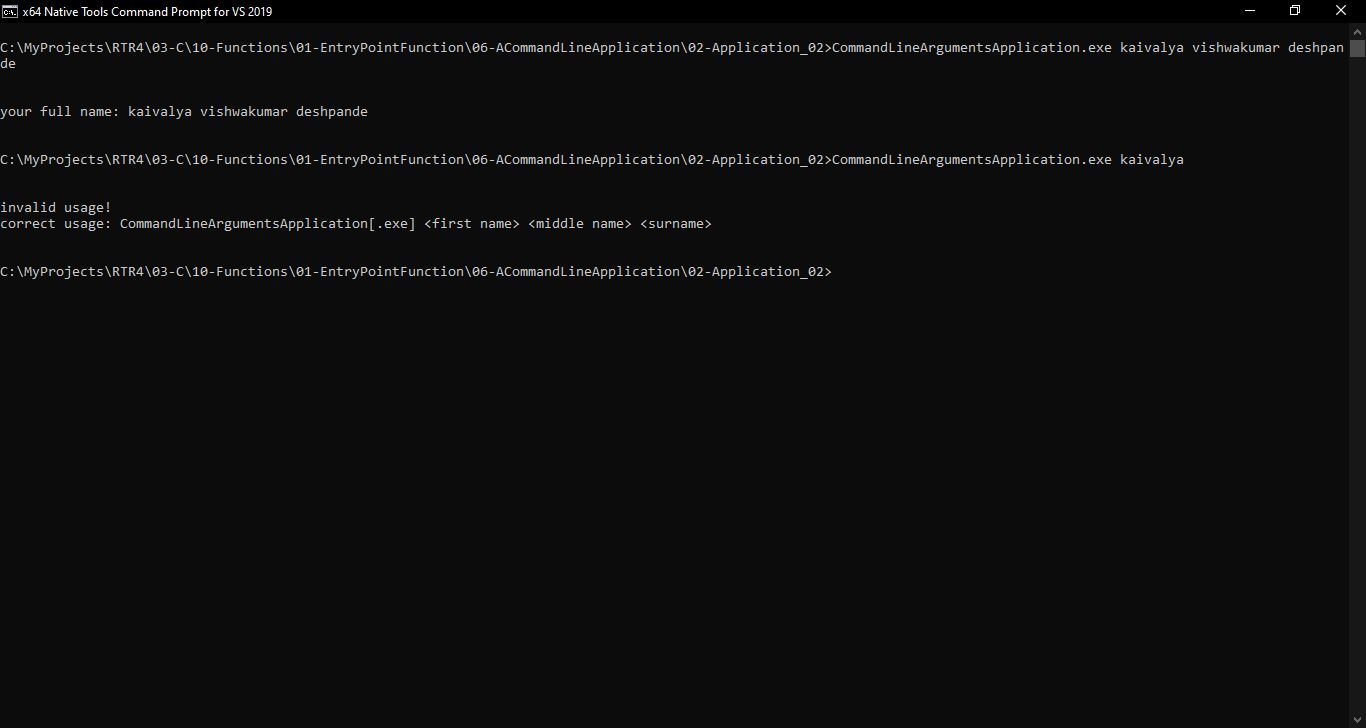 x64 Native Tools Command Prompt for VS 2019
C:\MyProjects\RTR4\03-C\10-Functions\01-EntryPointFunction\06-ACommandLineApplication\02-Application_02>CommandLineArgumentsApplication.exe kaivalya vishwakumar deshpan
de
your full name: kaivalya vishwakumar deshpande
C:\MyProjects\RTR4\03-C\10-Functions\01-EntryPointFunction\06-ACommandLineApplication\02-Application_02>CommandLineArgumentsApplication.exe kaivalya
invalid usage!
correct usage: CommandLineArgumentsApplication[.exe] <first name> <middle name> <surname>
C:\MyProjects\RTR4\03-C\10-Functions\01-EntryPointFunction\06-ACommandLineApplication\02-Application_02>